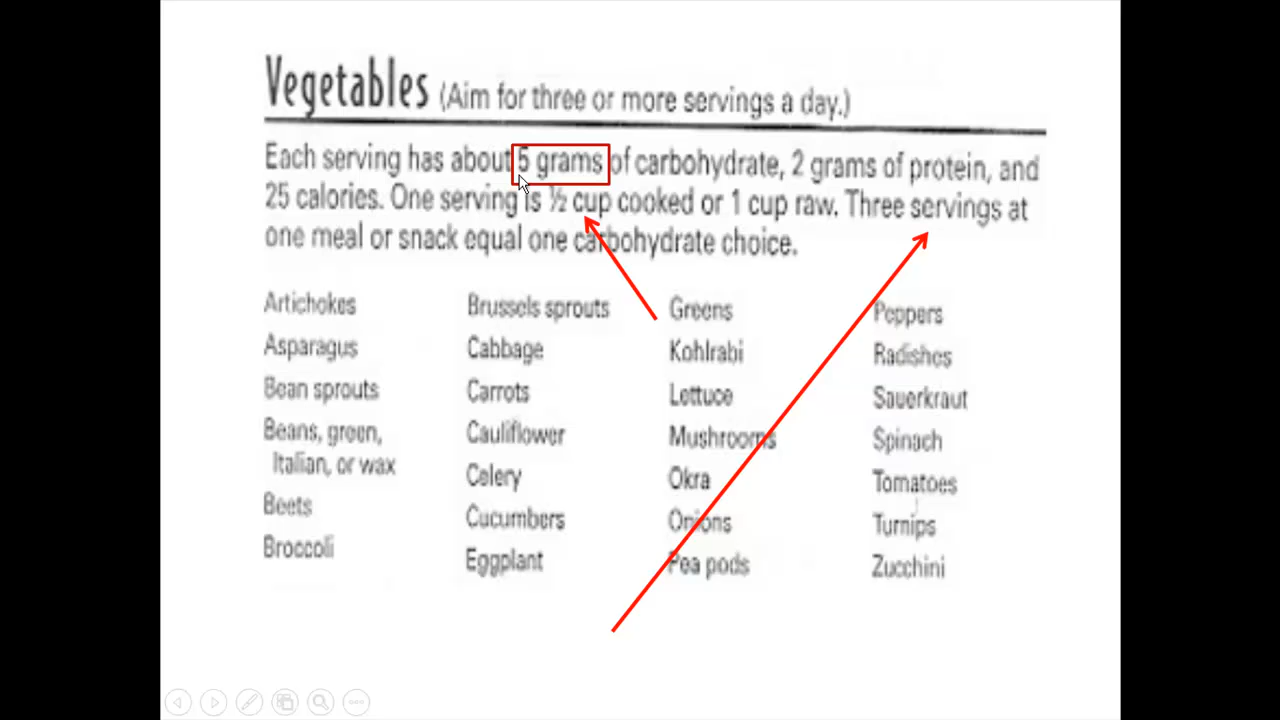 Vegetables (Aim for three or more servings a day.)
Each serving has about 5 grams of carbohydrate, 2 grams of protein, and
25 calories. One serving is ½ cup cooked or 1 cup raw. Three servings at
one meal or snack equal one carbohydrate choice.
Artichokes
Asparagus
Bean sprouts
Beans, green,
Italian, or wax
Beets
Broccoli
Brussels sprouts
Cabbage
Carrots
Cauliflower
Celery
Cucumbers
Eggplant
Greens
Kohlrabi
Lettuce
Mushrooms
Okra
Onions
Pea pods
Peppers
Radishes
Sauerkraut
Spinach
Tomatoes
Turnips
Zucchini